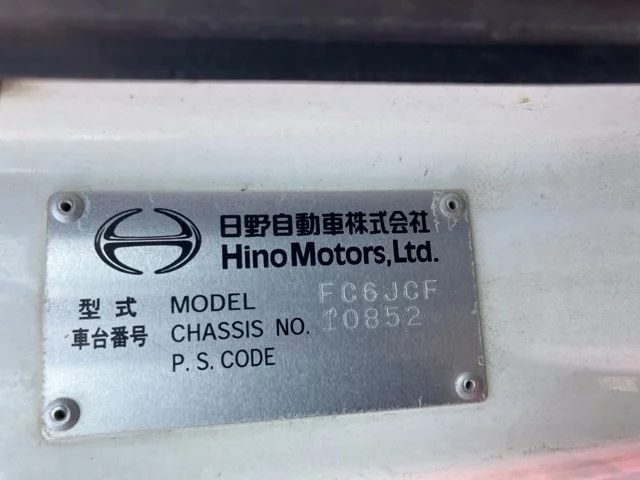 日野自動車株式会社
Hino Motors, Ltd.
型式 MODEL FC6JCF
車台番号 CHASSIS NO. 10852
P.S. CODE